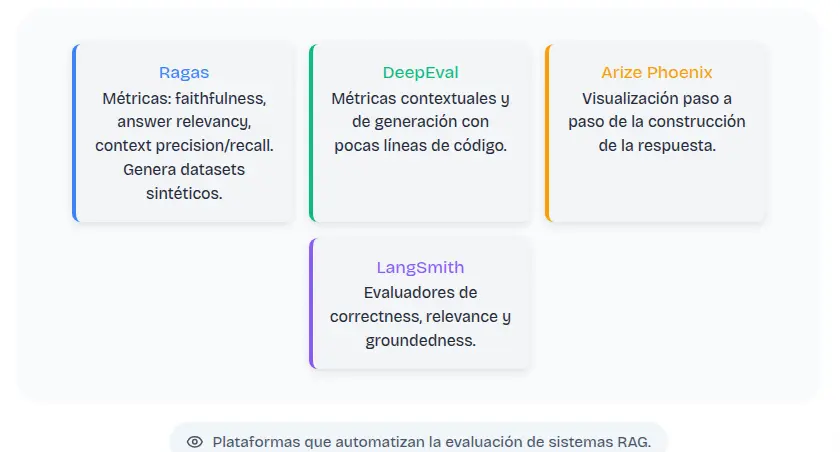 Ragas
Métricas: faithfulness,
answer relevancy,
context precision/recall.
Genera datasets
sintéticos.
DeepEval
Métricas contextuales y
de generación con
pocas líneas de código.
Arize Phoenix
Visualización paso a
paso de la construcción
de la respuesta.
LangSmith
Evaluadores de
correctness, relevance y
groundedness.
Plataformas que automatizan la evaluación de sistemas RAG.